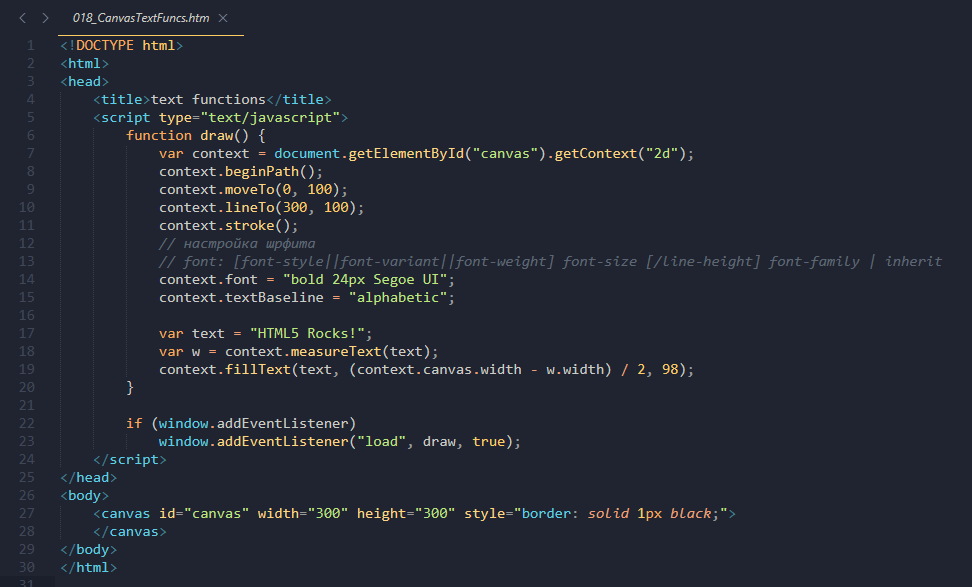 018_CanvasTextFuncs.htm
1 <!DOCTYPE html>
2 <html>
3 <head>
4     <title>text functions</title>
5     <script type="text/javascript">
6         function draw() {
7             var context = document.getElementById("canvas").getContext("2d");
8             context.beginPath();
9             context.moveTo(0, 100);
10             context.lineTo(300, 100);
11             context.stroke();
12             // настройка шрфита
13             // font: [font-style||font-variant||font-weight] font-size [/line-height] font-family | inherit
14             context.font = "bold 24px Segoe UI";
15             context.textBaseline = "alphabetic";
16
17             var text = "HTML5 Rocks!";
18             var w = context.measureText(text);
19             context.fillText(text, (context.canvas.width - w.width) / 2, 98);
20         }
21
22         if (window.addEventListener)
23             window.addEventListener("load", draw, true);
24     </script>
25 </head>
26 <body>
27     <canvas id="canvas" width="300" height="300" style="border: solid 1px black;">
28     </canvas>
29 </body>
30 </html>
31